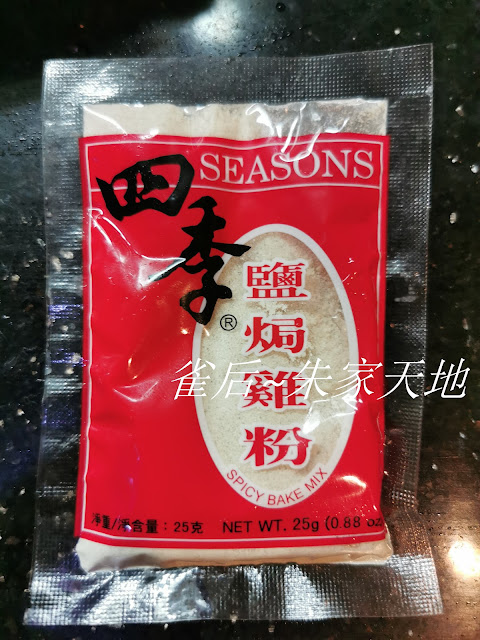 四季®
SEASONS
鹽焗雞粉
SPICY BAKE MIX
雀后~朱家天地
淨重/淨含量：25克 NET WT. 25g (0.88 oz